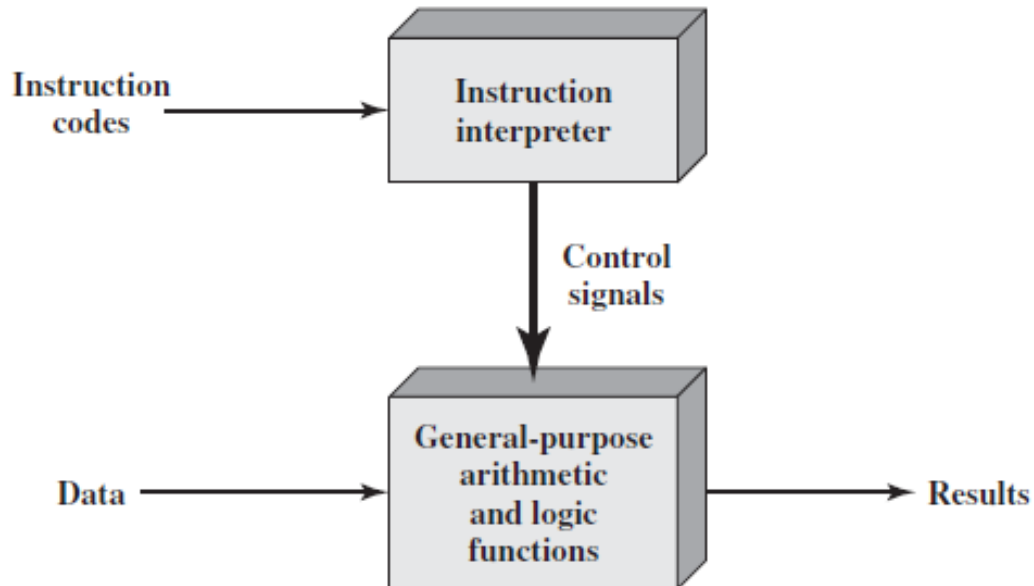 Instruction
codes
Instruction
interpreter
Control
signals
Data
General-purpose
arithmetic
and logic
functions
Results